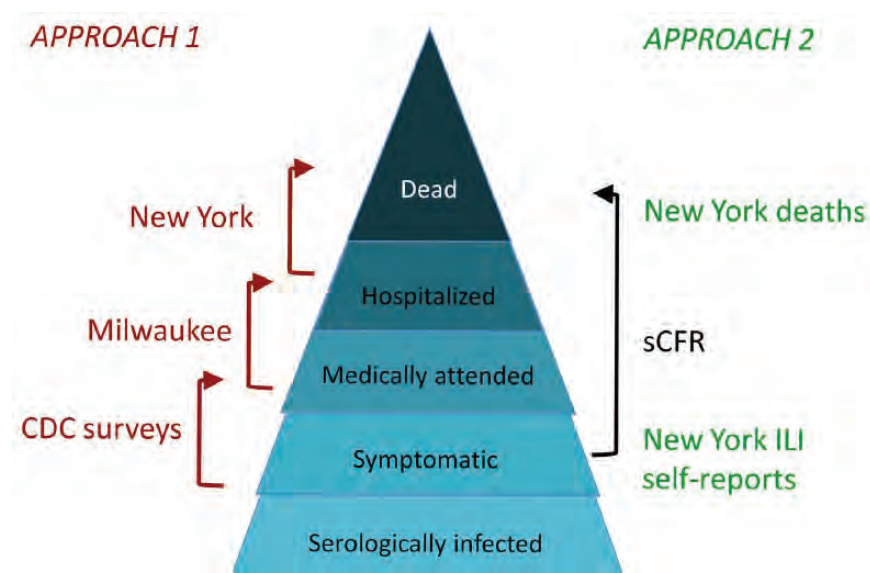 APPROACH 1
APPROACH 2
Dead
New York
New York deaths
Hospitalized
Milwaukee
sCFR
Medically attended
CDC surveys
Symptomatic
New York ILI
self-reports
Serologically infected